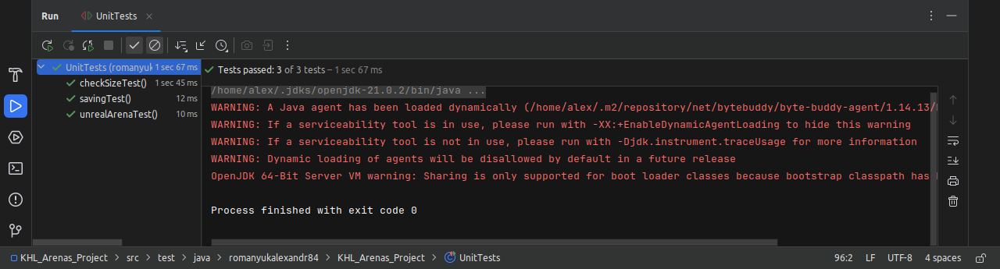 Run UnitTests
UnitTests (romanyuk 1 sec 67 ms
checkSizeTest() 1 sec 45 ms
savingTest() 12 ms
unrealArenaTest() 10 ms
Tests passed: 3 of 3 tests – 1 sec 67 ms
/home/alex/.jdks/openjdk-21.0.2/bin/java ...
WARNING: A Java agent has been loaded dynamically (/home/alex/.m2/repository/net/bytebuddy/byte-buddy-agent/1.14.13/
WARNING: If a serviceability tool is in use, please run with -XX:+EnableDynamicAgentLoading to hide this warning
WARNING: If a serviceability tool is not in use, please run with -Djdk.instrument.traceUsage for more information
WARNING: Dynamic loading of agents will be disallowed by default in a future release
OpenJDK 64-Bit Server VM warning: Sharing is only supported for boot loader classes because bootstrap classpath has
Process finished with exit code 0
KHL_Arenas_Project > src > test > java > romanyukalexandr84 > KHL_Arenas_Project > UnitTests 96:2 LF UTF-8 4 spaces